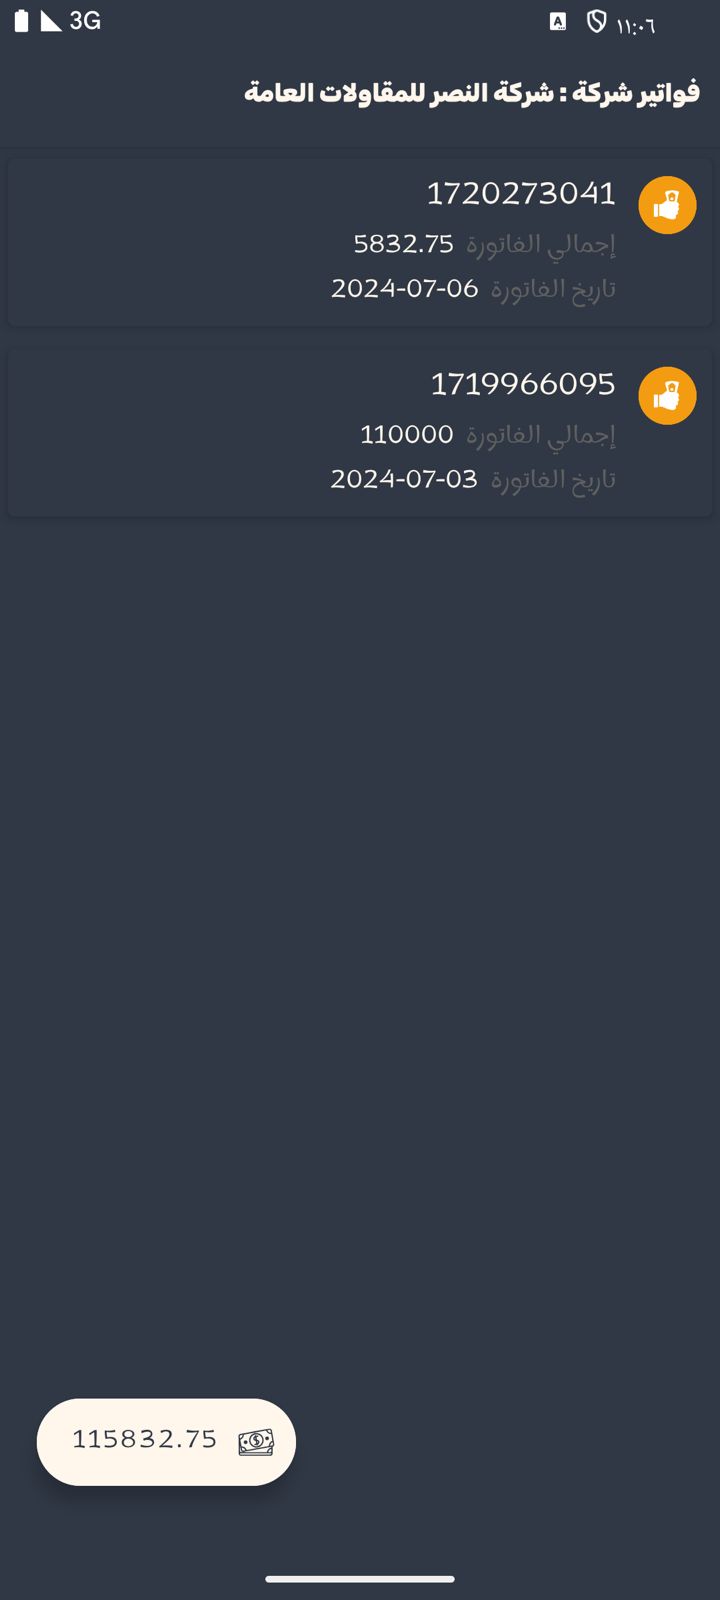 3G
١١:٠٦
فواتير شركة : شركة النصر للمقاولات العامة
1720273041
إجمالي الفاتورة 5832.75
تاريخ الفاتورة 2024-07-06
1719966095
إجمالي الفاتورة 110000
تاريخ الفاتورة 2024-07-03
115832.75